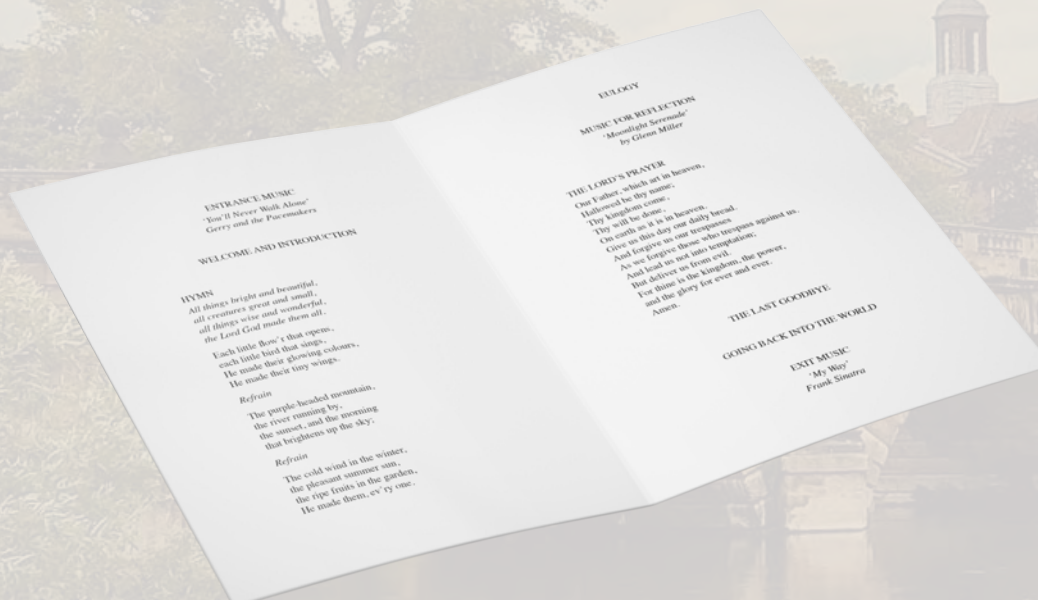 ENTRANCE MUSIC
'You'll Never Walk Alone'
Gerry and the Pacemakers
WELCOME AND INTRODUCTION
HYMN
All things bright and beautiful,
all creatures great and small,
all things wise and wonderful,
the Lord God made them all.
Each little flow'r that opens,
each little bird that sings,
He made their glowing colours,
He made their tiny wings.
Refrain
The purple-headed mountain,
the river running by,
the sunset, and the morning
that brightens up the sky;
Refrain
The cold wind in the winter,
the pleasant summer sun,
the ripe fruits in the garden,
He made them, ev'ry one.
EULOGY
MUSIC FOR REFLECTION
'Moonlight Serenade'
by Glenn Miller
THE LORD'S PRAYER
Our Father, which art in heaven,
Hallowed be thy name;
Thy kingdom come,
Thy will be done,
On earth as it is in heaven.
Give us this day our daily bread.
And forgive us our trespasses
As we forgive those who trespass against us.
And lead us not into temptation;
But deliver us from evil.
For thine is the kingdom, the power,
and the glory for ever and ever.
Amen.
THE LAST GOODBYE
GOING BACK INTO THE WORLD
EXIT MUSIC
'My Way'
Frank Sinatra